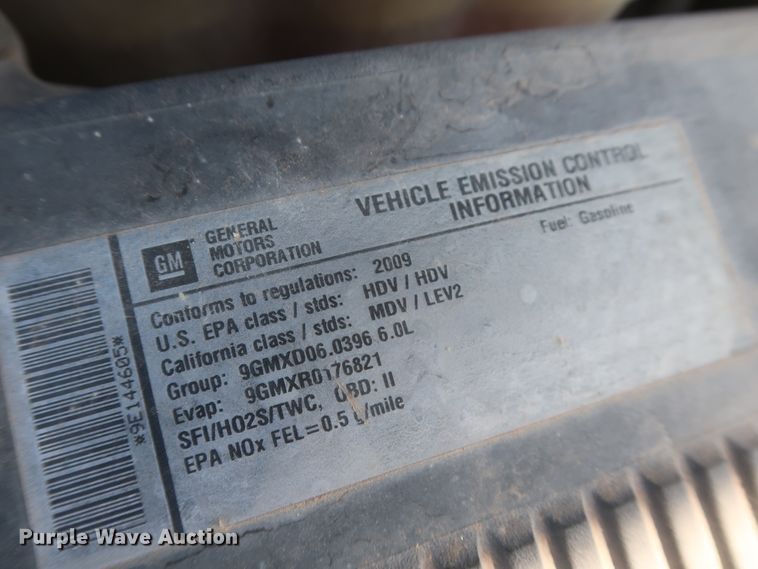 VEHICLE EMISSION CONTROL
INFORMATION
GM
GENERAL
MOTORS
CORPORATION
Fuel: Gasoline
Conforms to regulations: 2009
U.S. EPA class / stds: HDV / HDV
California class / stds: MDV / LEV2
Group: 9GMXD06.0396 6.0L
Evap: 9GMXR0176821
SFI/HO2S/TWC, OBD: II
EPA NOx FEL=0.5 g/mile
*9E144605*
Purple Wave Auction